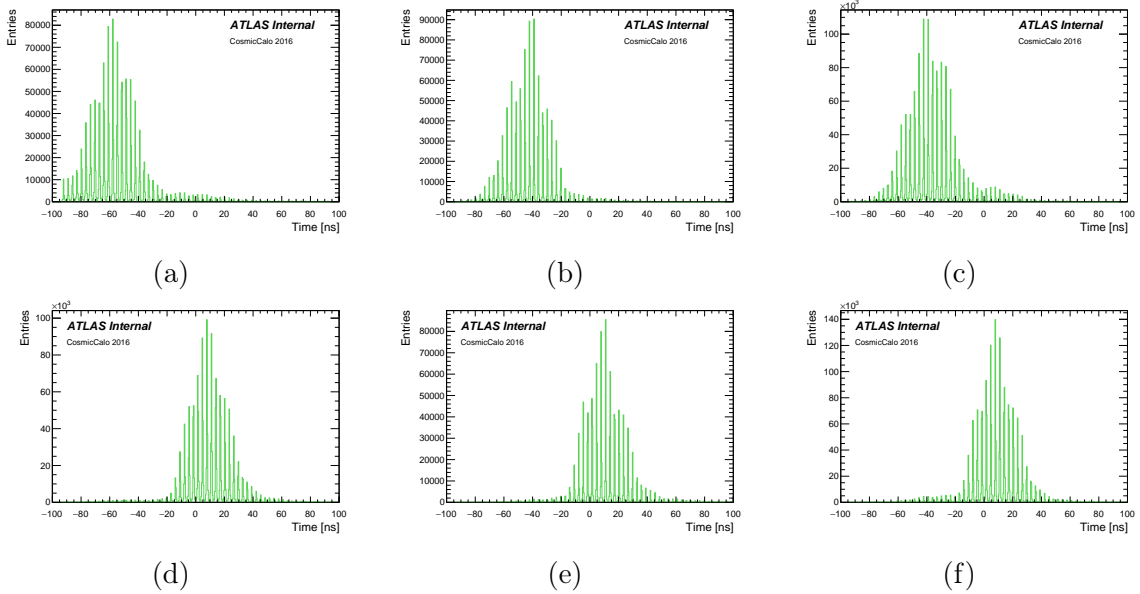 Entries
80000
70000
60000
50000
40000
30000
20000
10000
0
ATLAS Internal
CosmicCalo 2016
−100 −80 −60 −40 −20 0 20 40 60 80 100
Time [ns]
(a)
Entries
90000
80000
70000
60000
50000
40000
30000
20000
10000
0
ATLAS Internal
CosmicCalo 2016
−100 −80 −60 −40 −20 0 20 40 60 80 100
Time [ns]
(b)
×10³
Entries
120
100
80
60
40
20
0
ATLAS Internal
CosmicCalo 2016
−100 −80 −60 −40 −20 0 20 40 60 80 100
Time [ns]
(c)
×10³
Entries
100
80
60
40
20
0
ATLAS Internal
CosmicCalo 2016
−100 −80 −60 −40 −20 0 20 40 60 80 100
Time [ns]
(d)
Entries
80000
70000
60000
50000
40000
30000
20000
10000
0
ATLAS Internal
CosmicCalo 2016
−100 −80 −60 −40 −20 0 20 40 60 80 100
Time [ns]
(e)
×10³
Entries
140
120
100
80
60
40
20
0
ATLAS Internal
CosmicCalo 2016
−100 −80 −60 −40 −20 0 20 40 60 80 100
Time [ns]
(f)